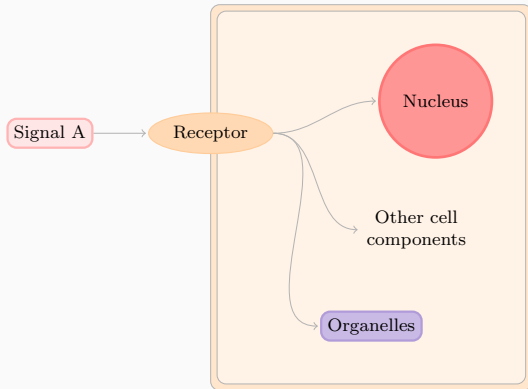 Signal A
Receptor
Nucleus
Other cell
components
Organelles